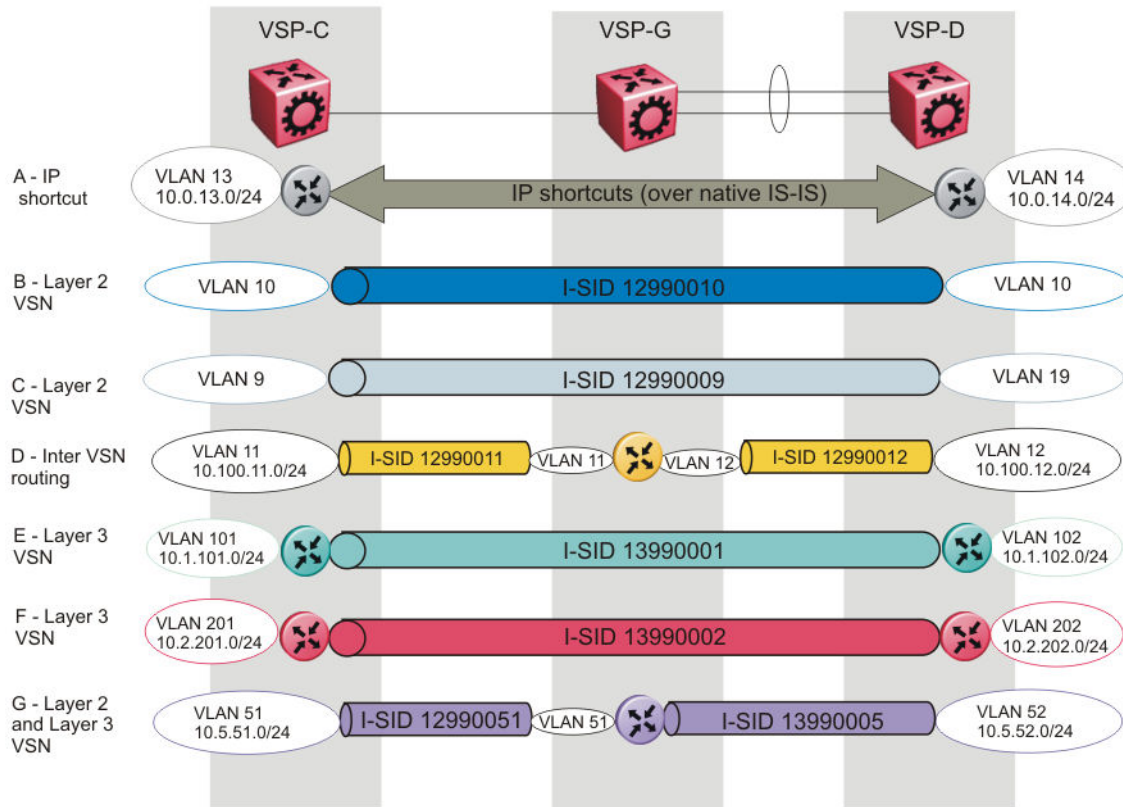 VSP-C
VSP-G
VSP-D
A - IP
shortcut
VLAN 13
10.0.13.0/24
IP shortcuts (over native IS-IS)
VLAN 14
10.0.14.0/24
B - Layer 2
VSN
VLAN 10
I-SID 12990010
VLAN 10
C - Layer 2
VSN
VLAN 9
I-SID 12990009
VLAN 19
D - Inter VSN
routing
VLAN 11
10.100.11.0/24
I-SID 12990011
VLAN 11
VLAN 12
I-SID 12990012
VLAN 12
10.100.12.0/24
E - Layer 3
VSN
VLAN 101
10.1.101.0/24
I-SID 13990001
VLAN 102
10.1.102.0/24
F - Layer 3
VSN
VLAN 201
10.2.201.0/24
I-SID 13990002
VLAN 202
10.2.202.0/24
G - Layer 2
and Layer 3
VSN
VLAN 51
10.5.51.0/24
I-SID 12990051
VLAN 51
I-SID 13990005
VLAN 52
10.5.52.0/24